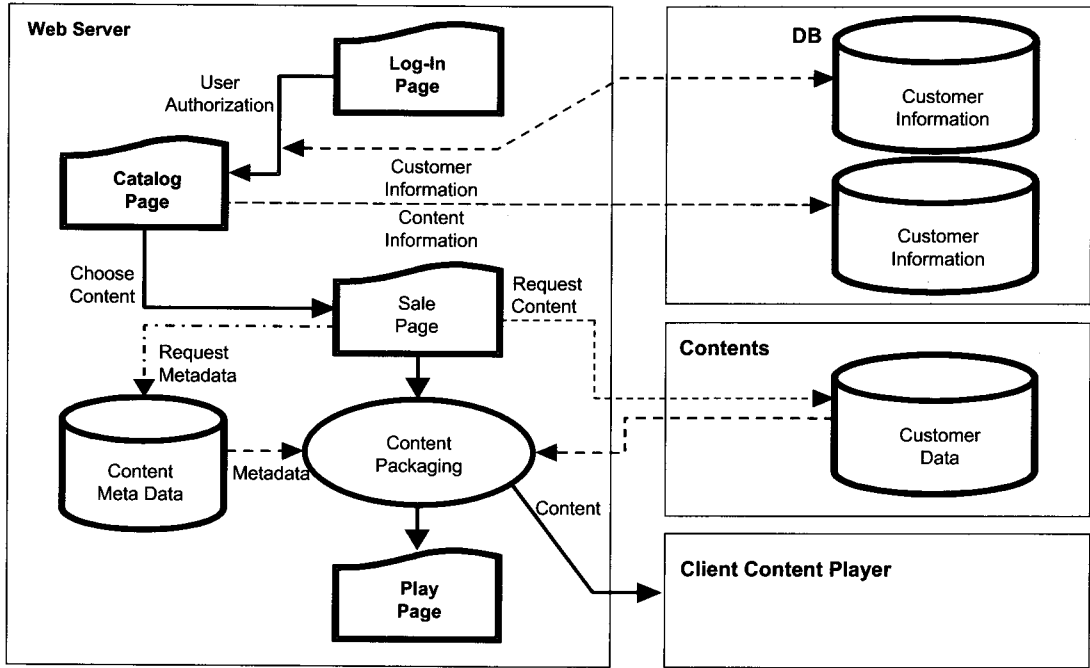 Web Server
Log-In
Page
User
Authorization
Catalog
Page
Customer
Information
Content
Information
Choose
Content
Sale
Page
Request
Content
Request
Metadata
Content
Meta Data
Metadata
Content
Packaging
Content
Play
Page
DB
Customer
Information
Customer
Information
Contents
Customer
Data
Client Content Player